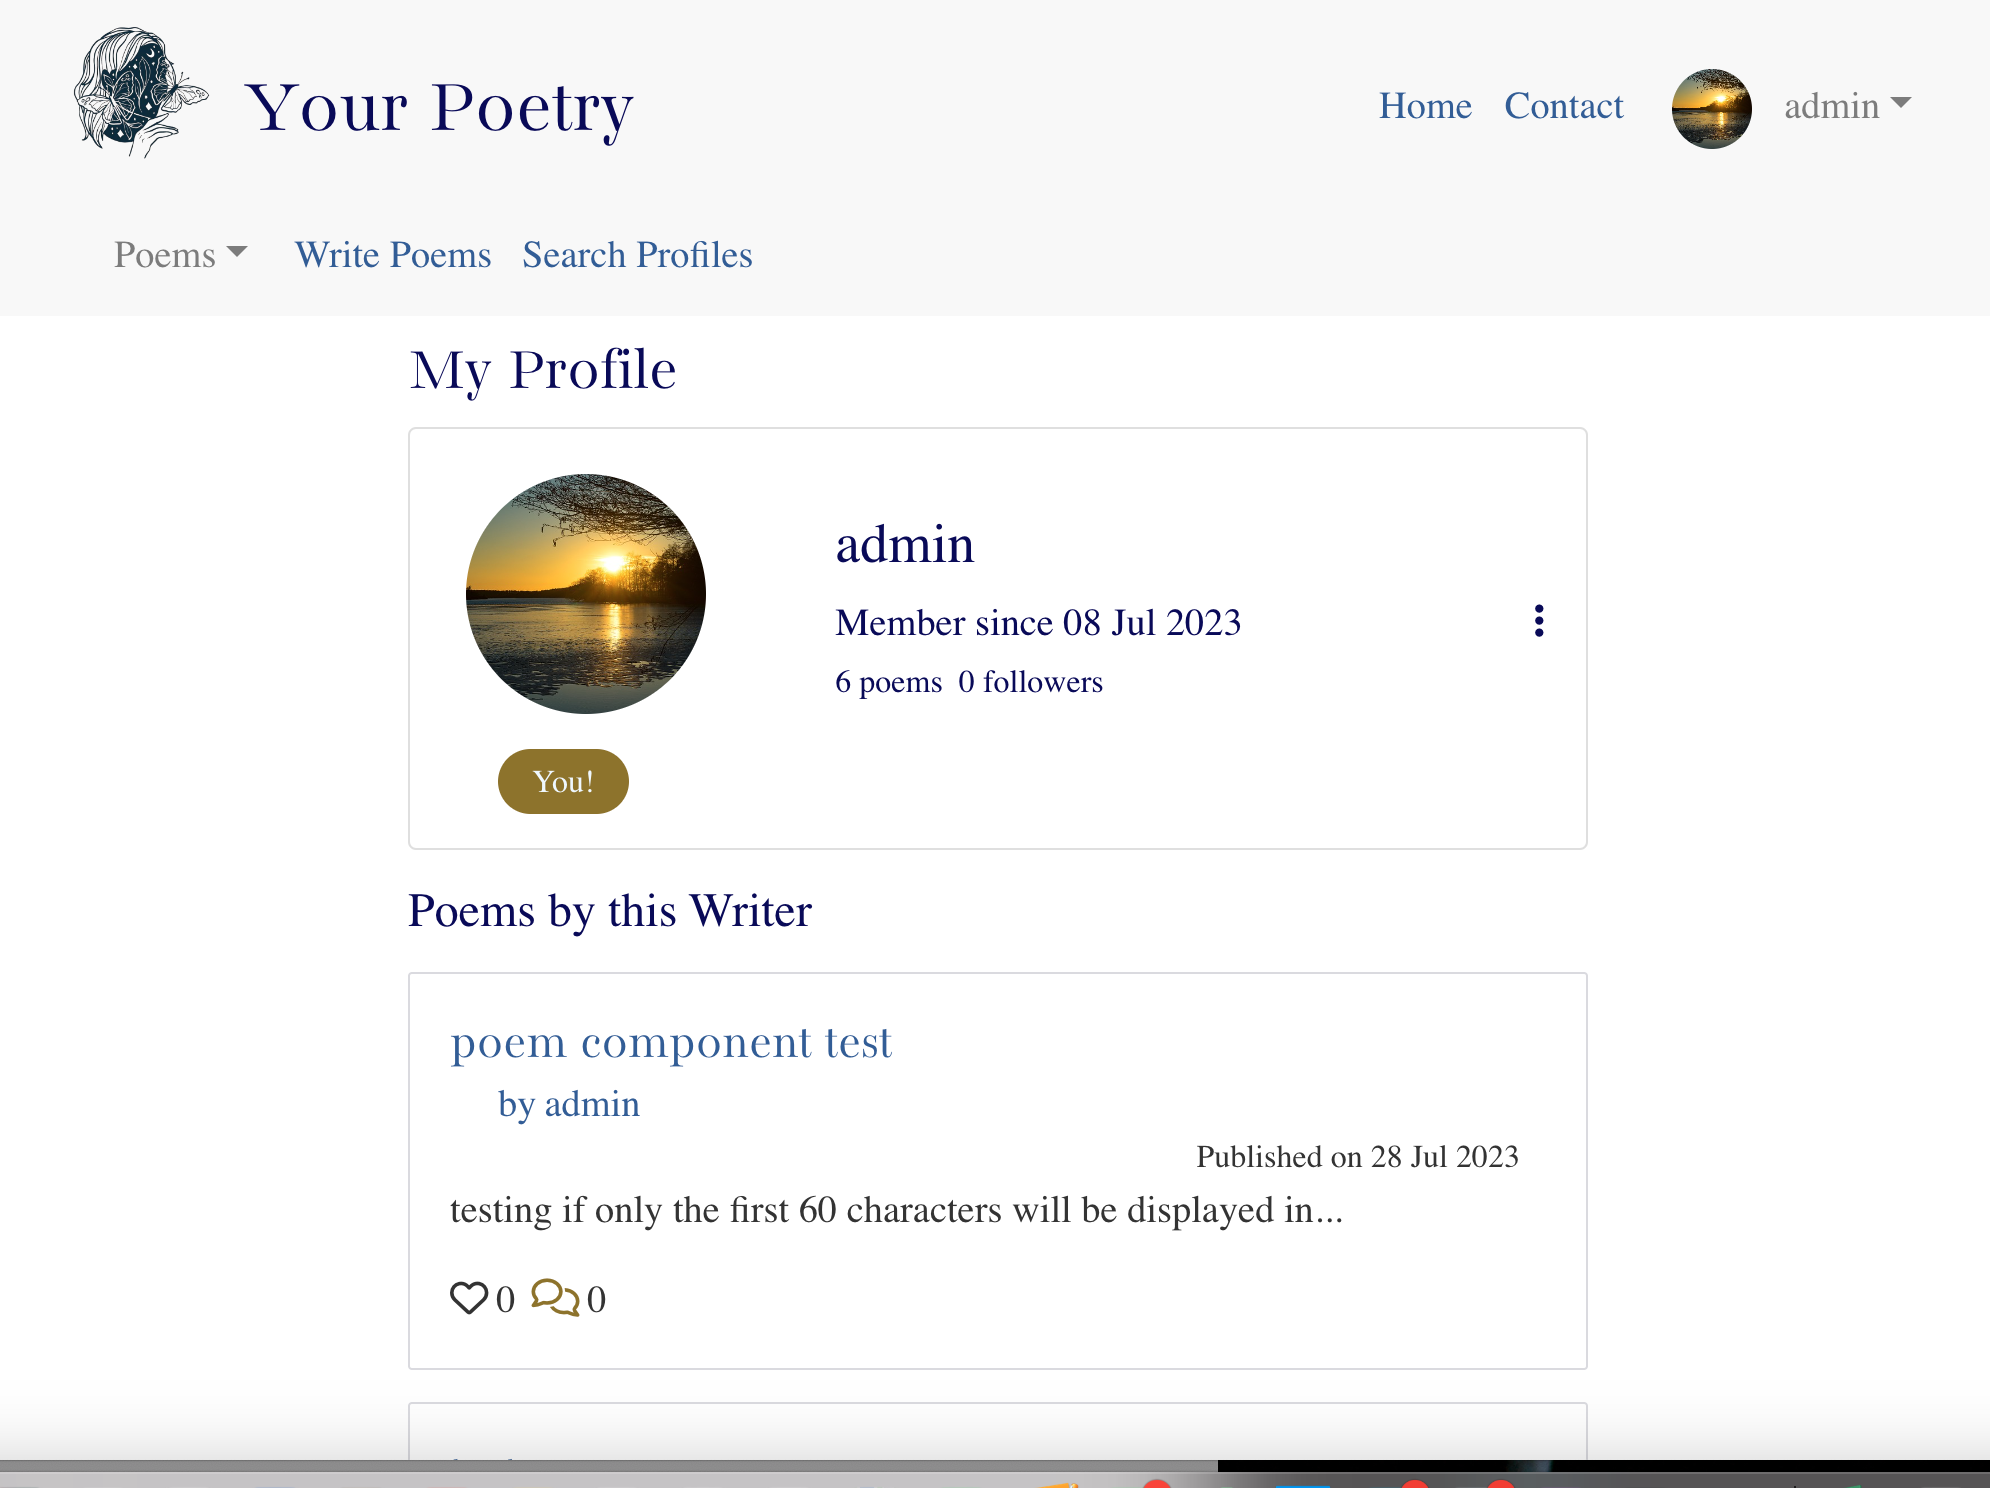 Your Poetry
Home Contact admin
Poems Write Poems Search Profiles
My Profile
admin
Member since 08 Jul 2023
6 poems 0 followers
You!
Poems by this Writer
poem component test
by admin
Published on 28 Jul 2023
testing if only the first 60 characters will be displayed in...
0 0